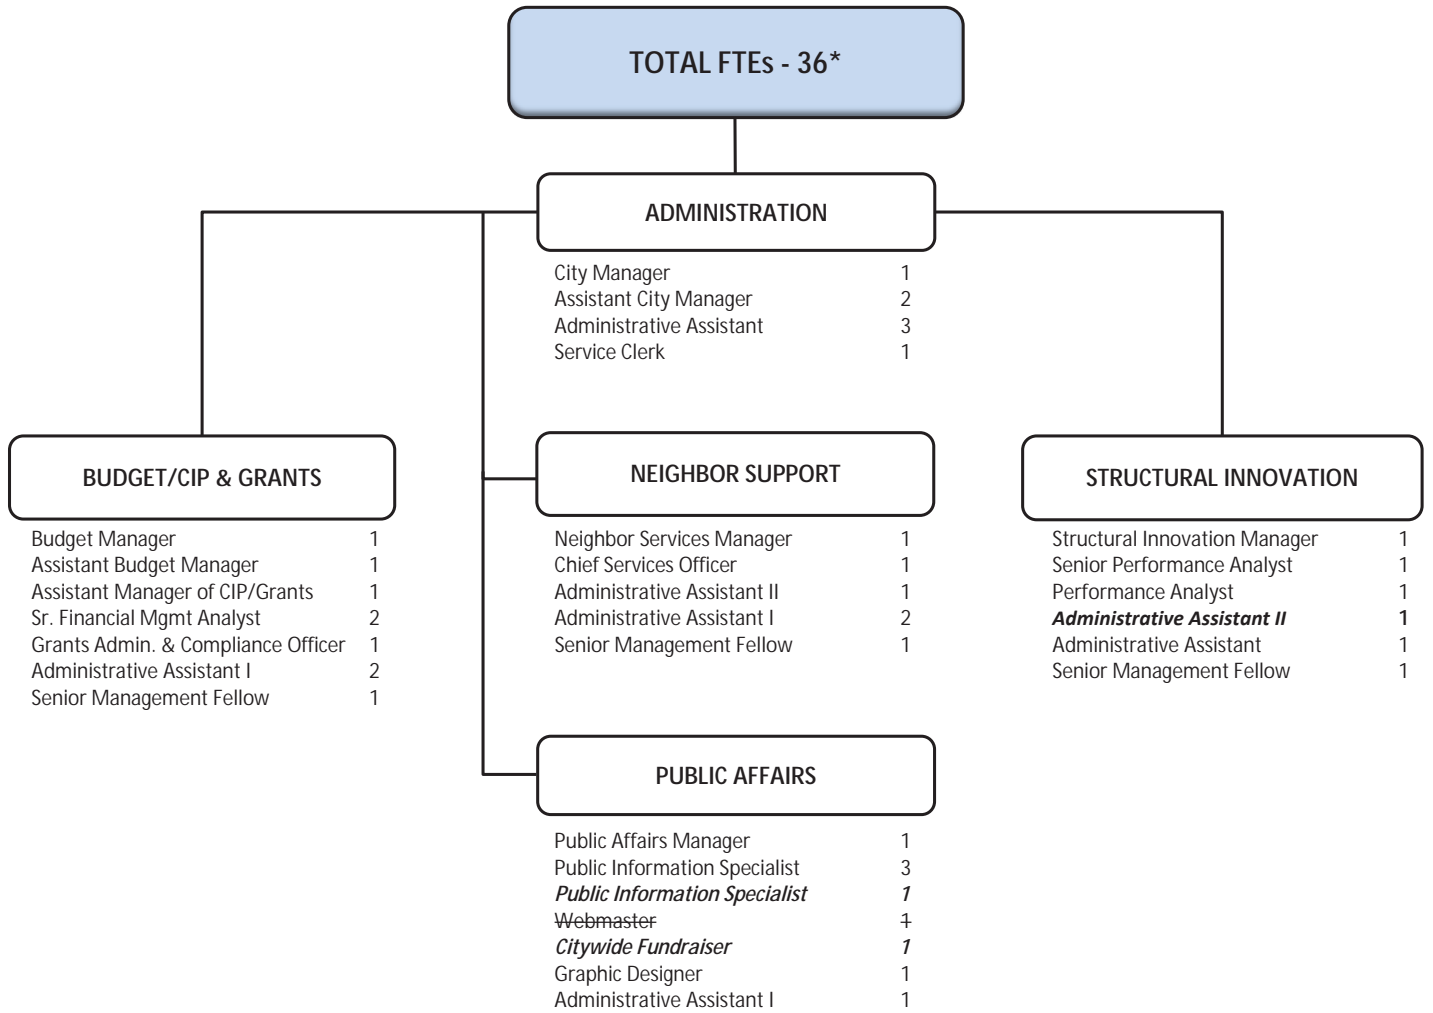 TOTAL FTEs - 36*
ADMINISTRATION
City Manager 1
Assistant City Manager 2
Administrative Assistant 3
Service Clerk 1
BUDGET/CIP & GRANTS
Budget Manager 1
Assistant Budget Manager 1
Assistant Manager of CIP/Grants 1
Sr. Financial Mgmt Analyst 2
Grants Admin. & Compliance Officer 1
Administrative Assistant I 2
Senior Management Fellow 1
NEIGHBOR SUPPORT
Neighbor Services Manager 1
Chief Services Officer 1
Administrative Assistant II 1
Administrative Assistant I 2
Senior Management Fellow 1
STRUCTURAL INNOVATION
Structural Innovation Manager 1
Senior Performance Analyst 1
Performance Analyst 1
Administrative Assistant II 1
Administrative Assistant 1
Senior Management Fellow 1
PUBLIC AFFAIRS
Public Affairs Manager 1
Public Information Specialist 3
Public Information Specialist 1
Webmaster 1
Citywide Fundraiser 1
Graphic Designer 1
Administrative Assistant I 1